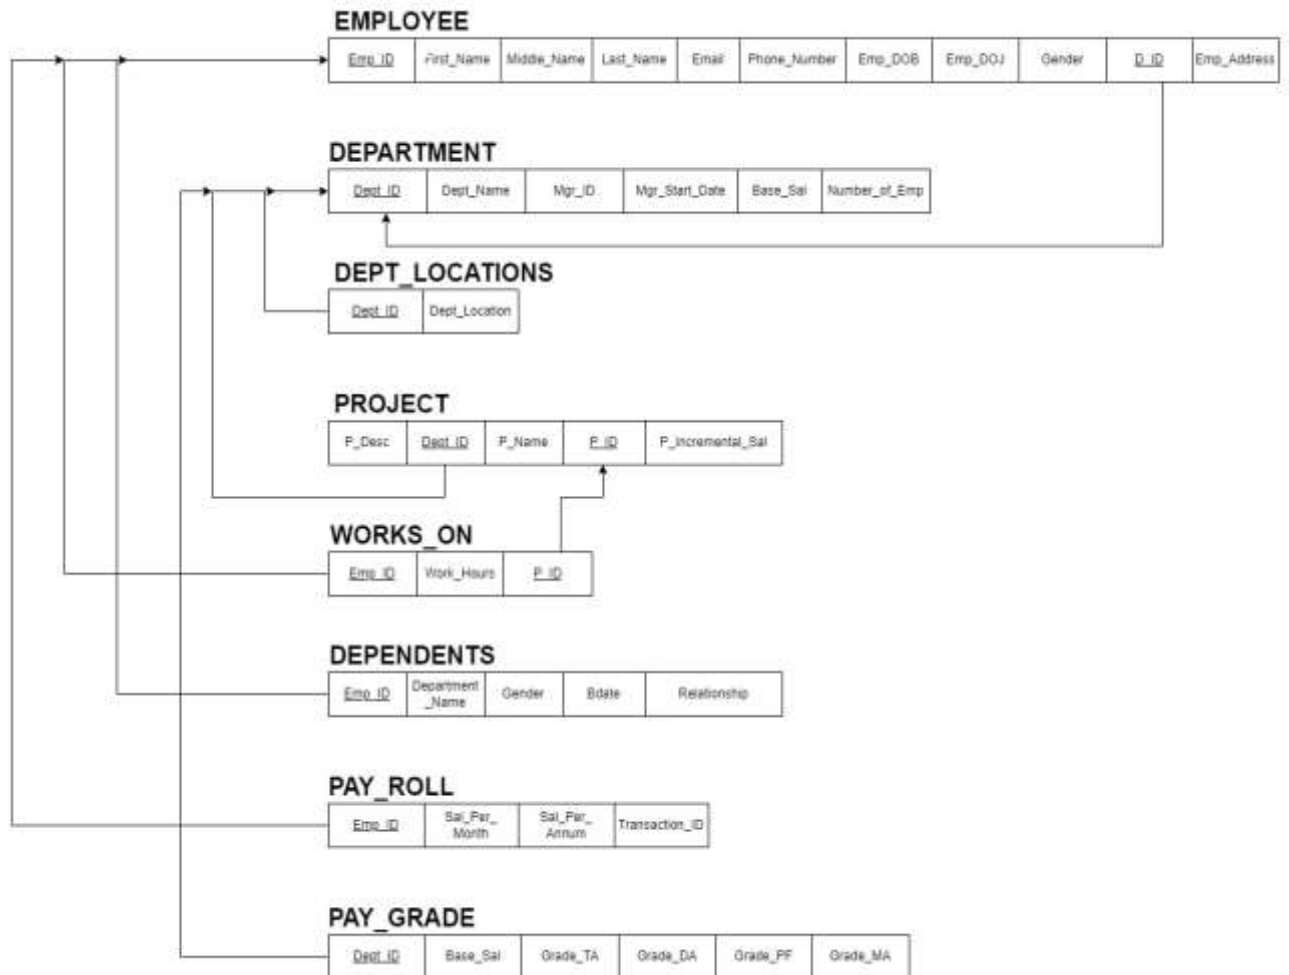 EMPLOYEE
Emp_ID First_Name Middle_Name Last_Name Email Phone_Number Emp_DOB Emp_DOJ Gender D_ID Emp_Address
DEPARTMENT
Dept_ID Dept_Name Mgr_ID Mgr_Start_Date Base_Sal Number_of_Emp
DEPT_LOCATIONS
Dept_ID Dept_Location
PROJECT
P_Desc Dept_ID P_Name P_ID P_Incremental_Sal
WORKS_ON
Emp_ID Work_Hours P_ID
DEPENDENTS
Emp_ID Department
_Name Gender Bdate Relationship
PAY_ROLL
Emp_ID Sal_Per_
Month Sal_Per_
Annum Transaction_ID
PAY_GRADE
Dept_ID Base_Sal Grade_TA Grade_DA Grade_PF Grade_MA